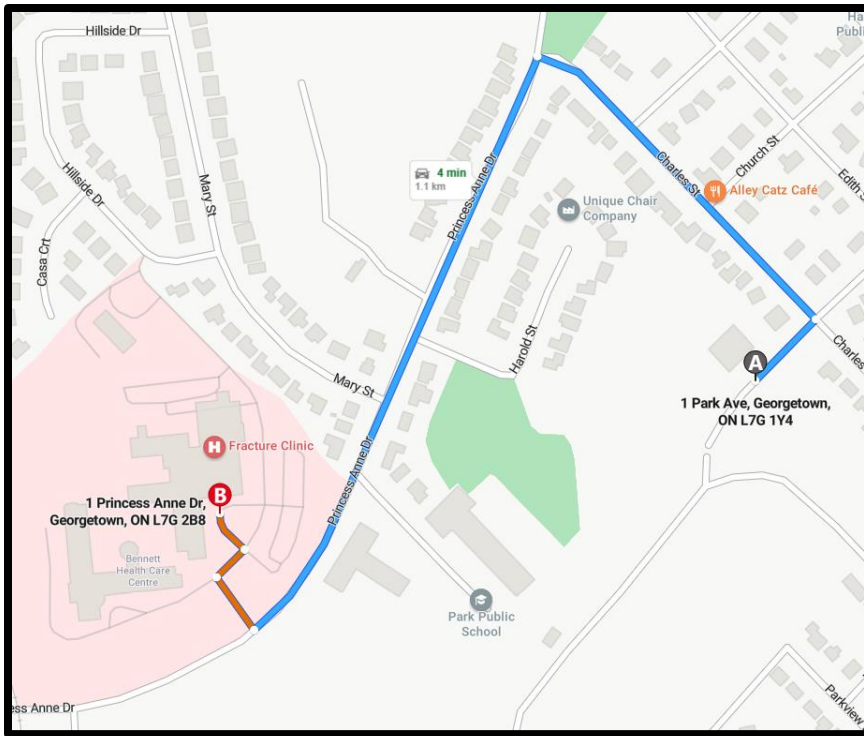 Hillside Dr
Ha
Publi
4 min
1.1 km
Princess Anne Dr
Charles St
Church St
Edith S
Alley Catz Café
Unique Chair
Company
Hillside Dr
Mary St
Casa Crt
Harold St
Charles
A
1 Park Ave, Georgetown,
ON L7G 1Y4
Mary St
H
Fracture Clinic
Princess Anne Dr
B
1 Princess Anne Dr,
Georgetown, ON L7G 2B8
Bennett
Health Care
Centre
Park Public
School
Parkview
ess Anne Dr